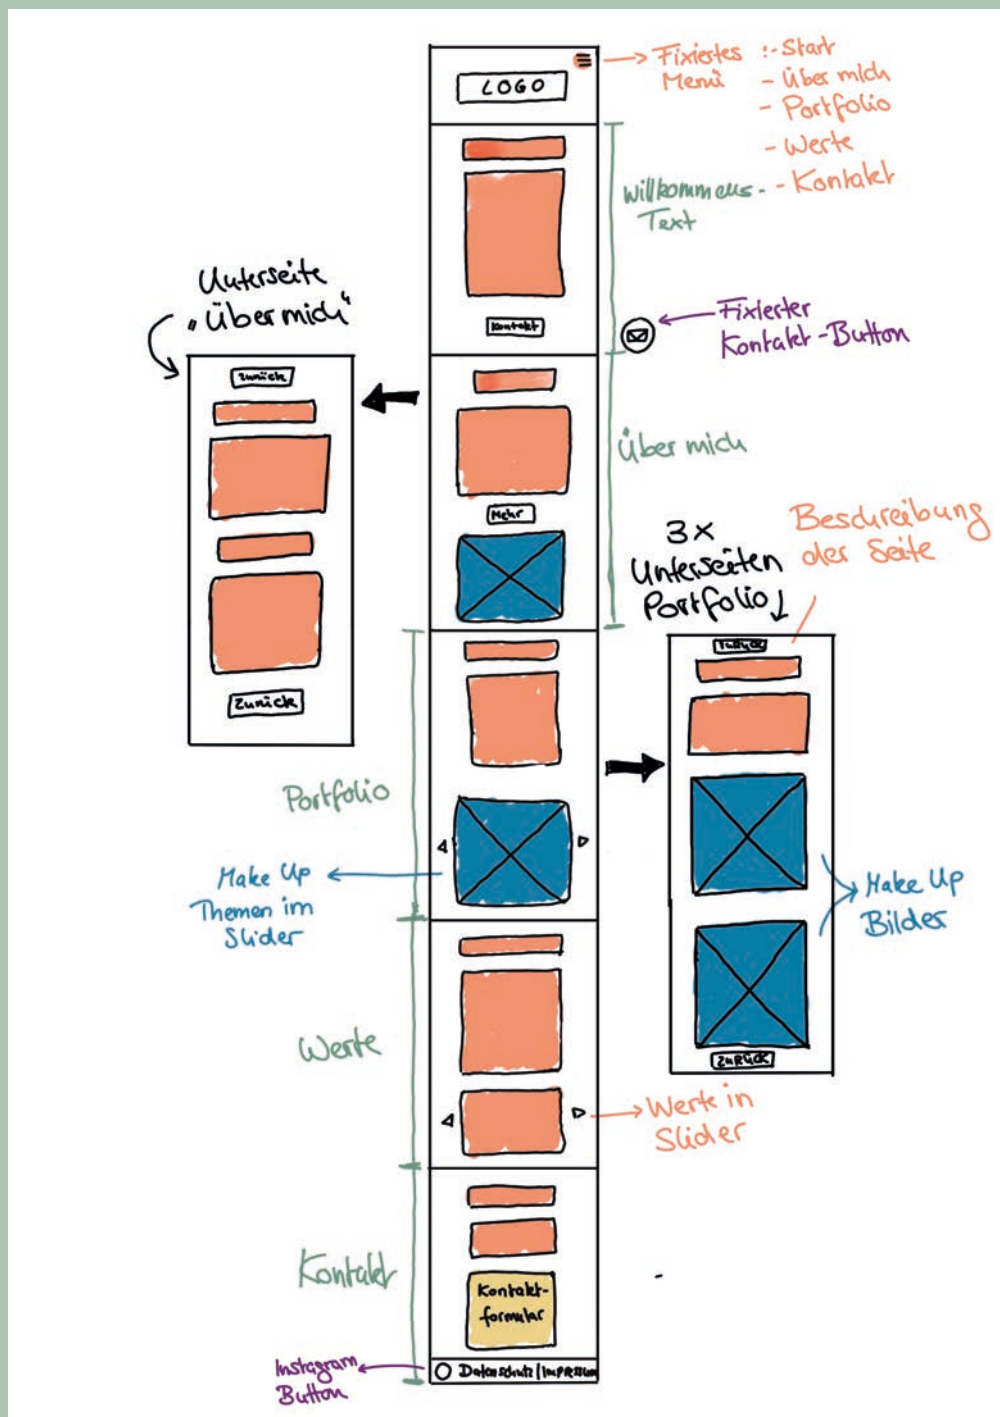 LOGO
Fixiertes
Menü
:- Start
- Über mich
- Portfolio
- Werte
- Kontakt
Willkommens-
Text
Kontakt
Fixierter
Kontakt-Button
Unterseite
„Über mich“
Zurück
Zurück
Über mich
Mehr
3x
Unterseiten
Portfolio
Beschreibung
der Seite
Zurück
Make Up
Bilder
Zurück
Portfolio
Make Up
Themen im
Slider
Werte
Werte in
Slider
Kontakt
Kontakt-
formular
Instagram
Button
Datenschutz/Impressum